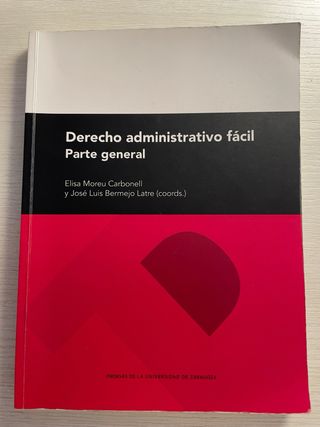 Derecho administrativo fácil
Parte general
Elisa Moreu Carbonell
y José Luis Bermejo Latre (coords.)
PRENSAS DE LA UNIVERSIDAD DE ZARAGOZA